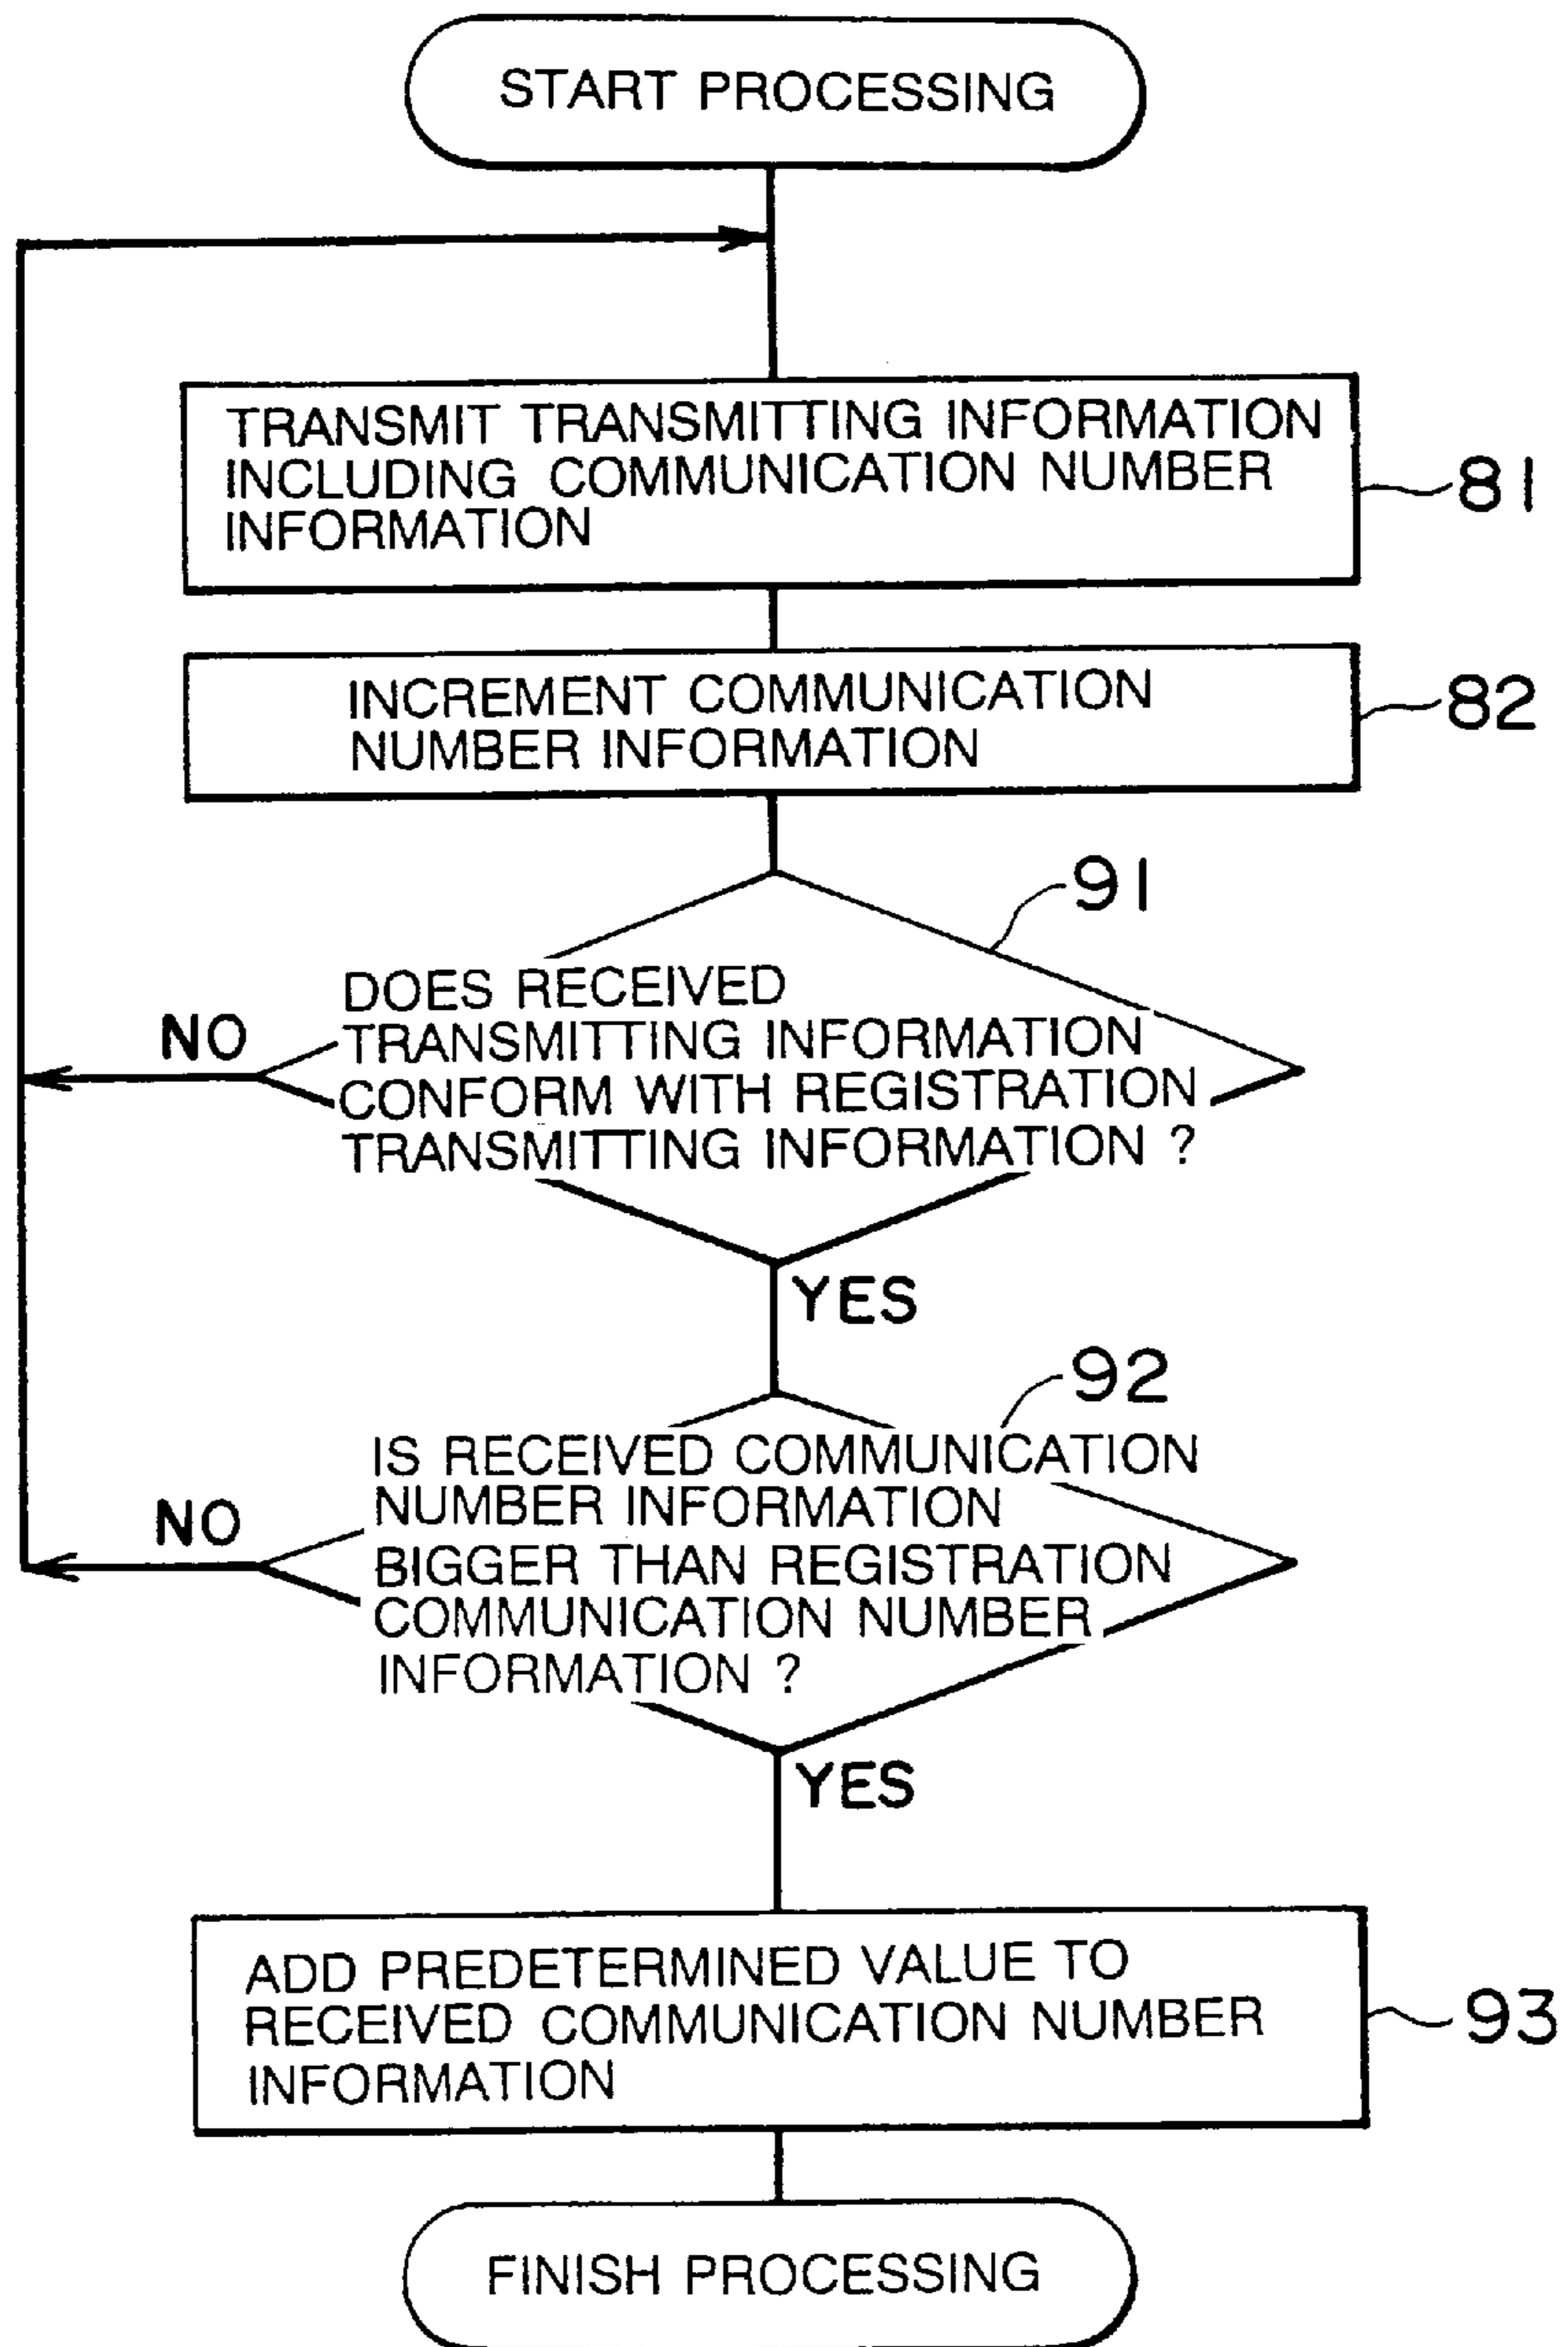 START PROCESSING
TRANSMIT TRANSMITTING INFORMATION
INCLUDING COMMUNICATION NUMBER
INFORMATION
81
INCREMENT COMMUNICATION
NUMBER INFORMATION
82
91
DOES RECEIVED
TRANSMITTING INFORMATION
CONFORM WITH REGISTRATION
TRANSMITTING INFORMATION ?
NO
YES
92
IS RECEIVED COMMUNICATION
NUMBER INFORMATION
BIGGER THAN REGISTRATION
COMMUNICATION NUMBER
INFORMATION ?
NO
YES
ADD PREDETERMINED VALUE TO
RECEIVED COMMUNICATION NUMBER
INFORMATION
93
FINISH PROCESSING